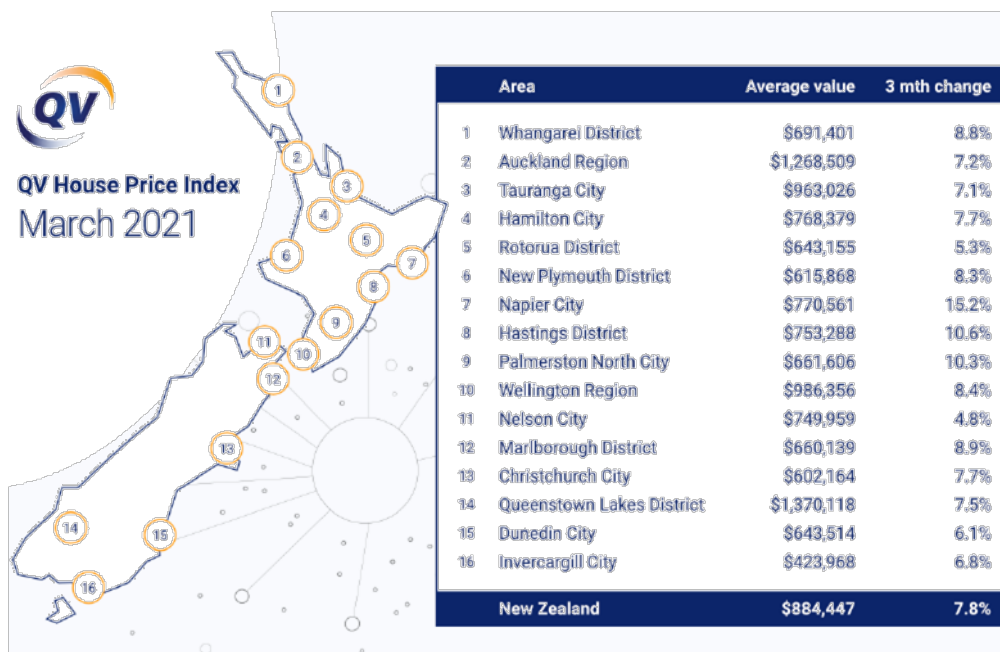 QV
QV House Price Index
March 2021
1
2
3
4
5
6
7
8
9
10
11
12
13
14
15
16
Area Average value 3 mth change
1 Whangarei District $691,401 8.8%
2 Auckland Region $1,268,509 7.2%
3 Tauranga City $963,026 7.1%
4 Hamilton City $768,379 7.7%
5 Rotorua District $643,155 5.3%
6 New Plymouth District $615,868 8.3%
7 Napier City $770,561 15.2%
8 Hastings District $753,288 10.6%
9 Palmerston North City $661,606 10.3%
10 Wellington Region $986,356 8.4%
11 Nelson City $749,959 4.8%
12 Marlborough District $660,139 8.9%
13 Christchurch City $602,164 7.7%
14 Queenstown Lakes District $1,370,118 7.5%
15 Dunedin City $643,514 6.1%
16 Invercargill City $423,968 6.8%
New Zealand $884,447 7.8%